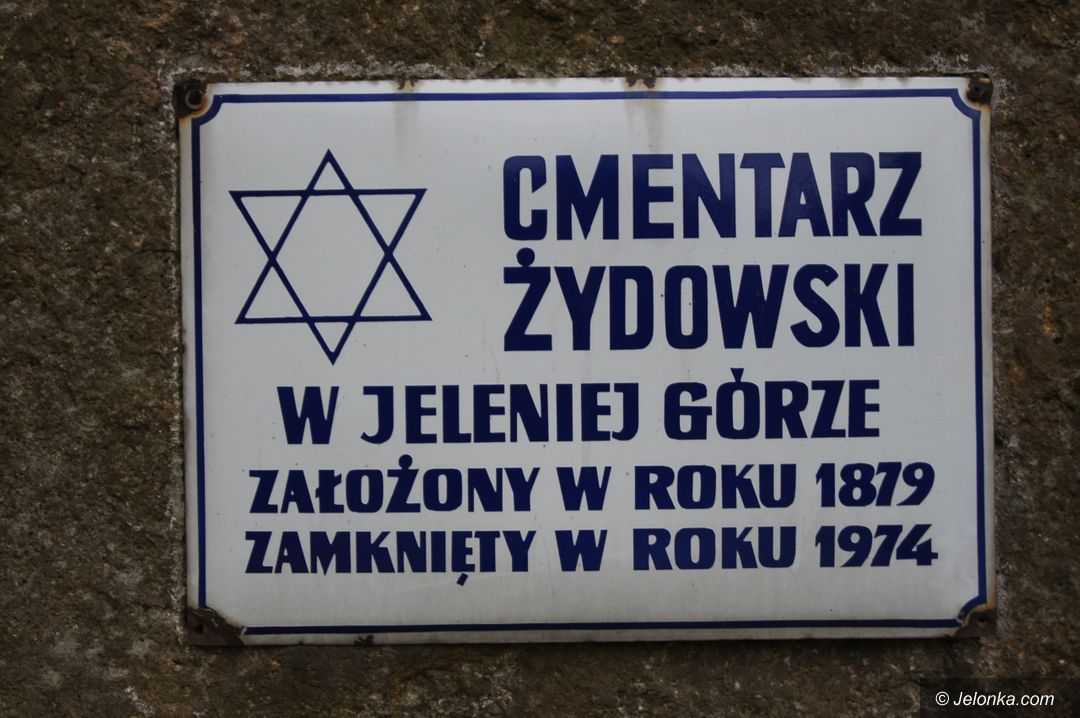 CMENTARZ
ŻYDOWSKI
W JELENIEJ GÓRZE
ZAŁOŻONY W ROKU 1879
ZAMKNIĘTY W ROKU 1974
© Jelonka.com